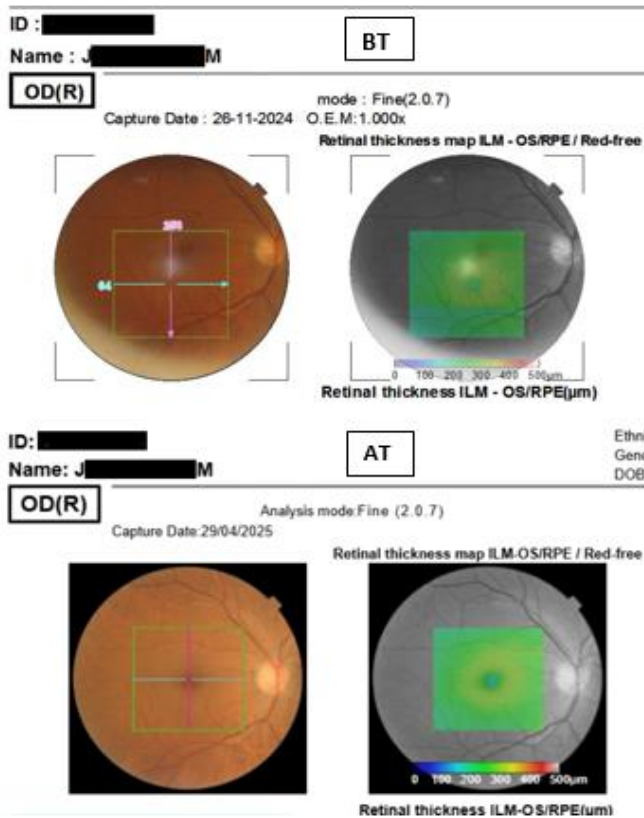 ID :
Name : J M
BT
OD(R)
mode : Fine(2.0.7)
Capture Date : 26-11-2024 O.E.M:1.000x
Retinal thickness map ILM - OS/RPE / Red-free
64
0 100 200 300 400 500µm
Retinal thickness ILM - OS/RPE(µm)
ID:
Name: J M
AT
Ethni
Gend
DOB
OD(R)
Analysis mode:Fine (2.0.7)
Capture Date:29/04/2025
Retinal thickness map ILM-OS/RPE / Red-free
0 100 200 300 400 500µm
Retinal thickness ILM-OS/RPE(µm)